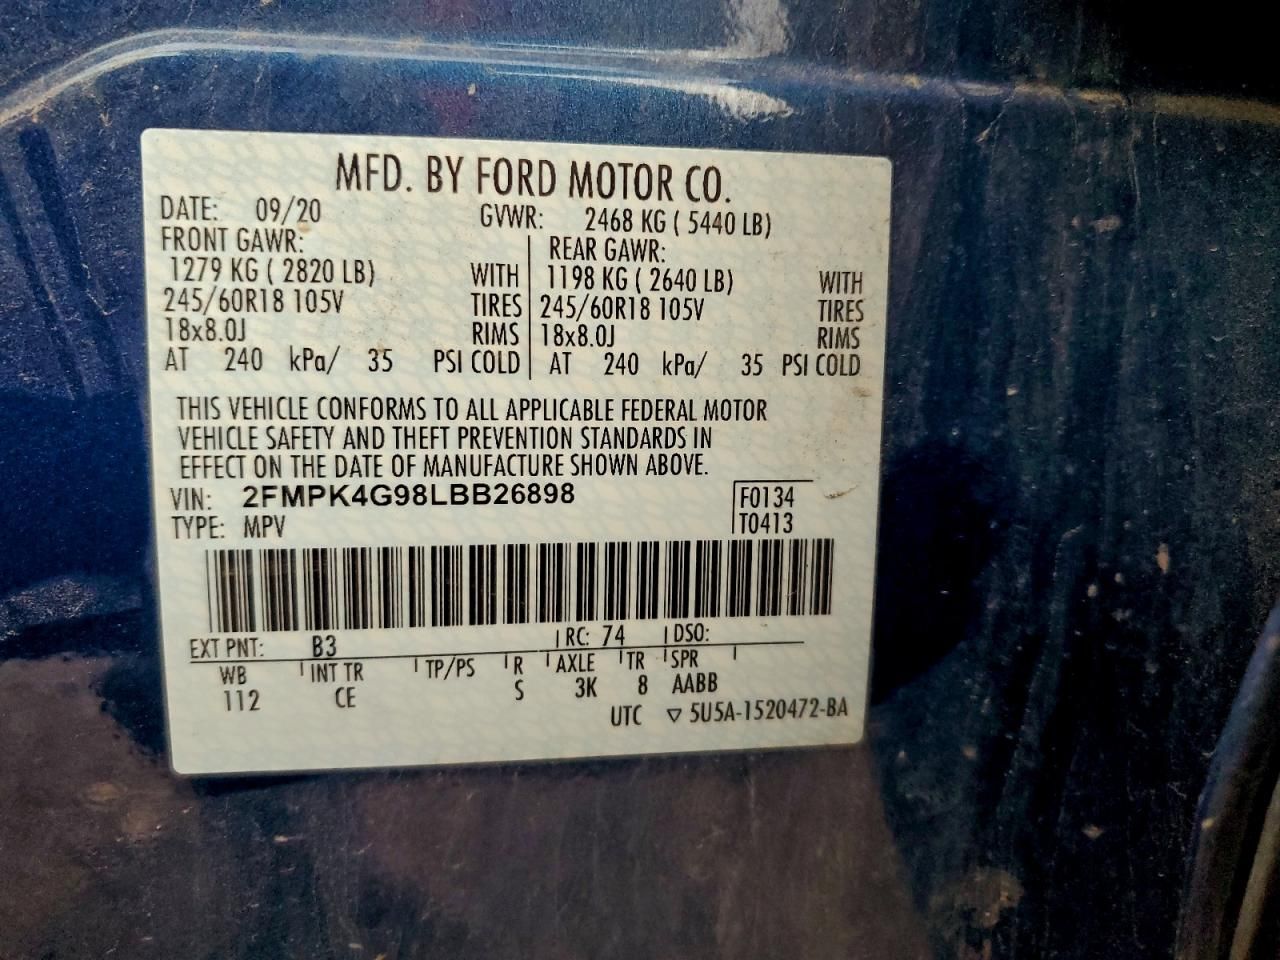 MFD. BY FORD MOTOR CO.
DATE: 09/20 GVWR: 2468 KG ( 5440 LB)
FRONT GAWR: REAR GAWR:
1279 KG ( 2820 LB) WITH 1198 KG ( 2640 LB) WITH
245/60R18 105V TIRES 245/60R18 105V TIRES
18x8.0J RIMS 18x8.0J RIMS
AT 240 kPa/ 35 PSI COLD AT 240 kPa/ 35 PSI COLD
THIS VEHICLE CONFORMS TO ALL APPLICABLE FEDERAL MOTOR
VEHICLE SAFETY AND THEFT PREVENTION STANDARDS IN
EFFECT ON THE DATE OF MANUFACTURE SHOWN ABOVE.
VIN: 2FMPK4G98LBB26898 F0134
TYPE: MPV T0413
EXT PNT: B3 RC: 74 DSO:
WB INT TR TP/PS R AXLE TR SPR
112 CE S 3K 8 AABB
UTC ▽ 5U5A-1520472-BA